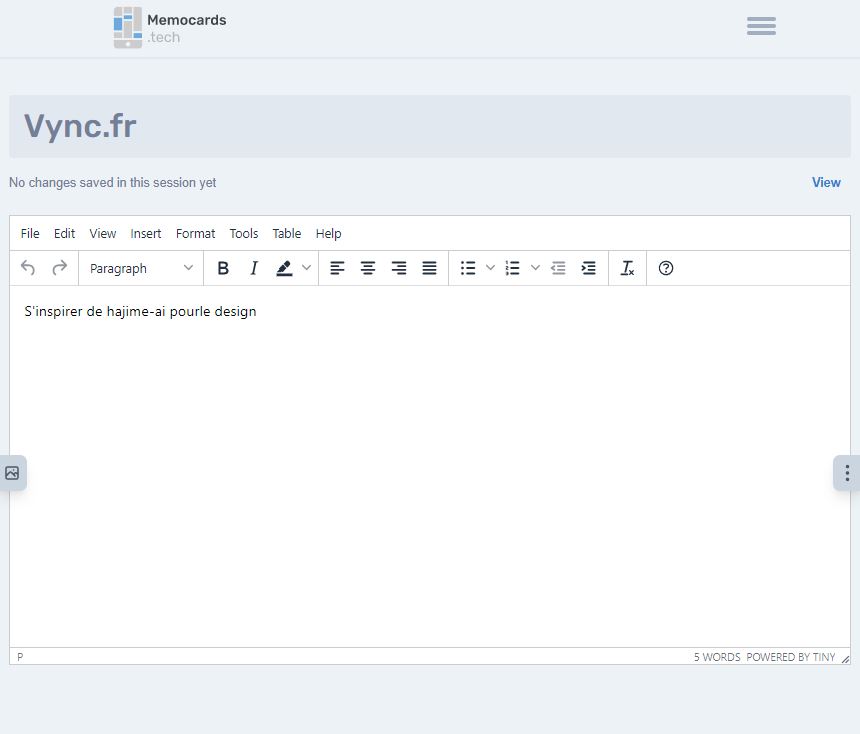 Memocards
.tech
Vync.fr
No changes saved in this session yet
View
File Edit View Insert Format Tools Table Help
Paragraph B I
S'inspirer de hajime-ai pourle design
P
5 WORDS POWERED BY TINY